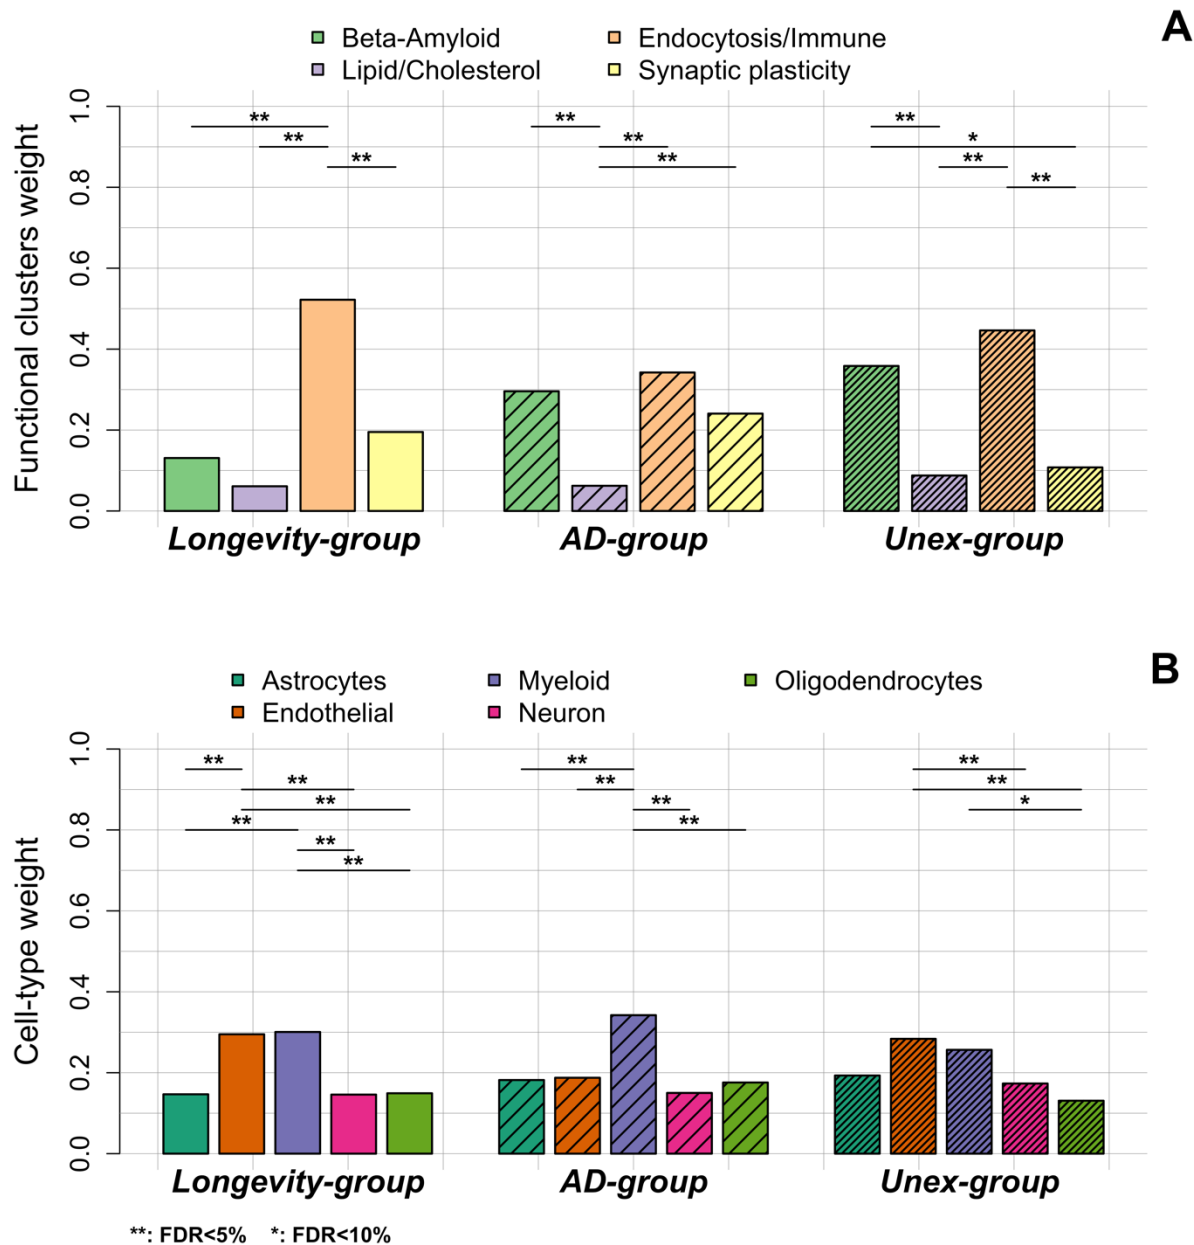 A
Beta-Amyloid
Endocytosis/Immune
Lipid/Cholesterol
Synaptic plasticity
Functional clusters weight
1.0
0.8
0.6
0.4
0.2
0.0
** ** **
** ** *
** ** **
**
Longevity-group AD-group Unex-group
B
Astrocytes Myeloid Oligodendrocytes
Endothelial Neuron
Cell-type weight
1.0
0.8
0.6
0.4
0.2
0.0
** ** **
** ** **
** ** *
** **
**
**
Longevity-group AD-group Unex-group
**: FDR<5% *: FDR<10%